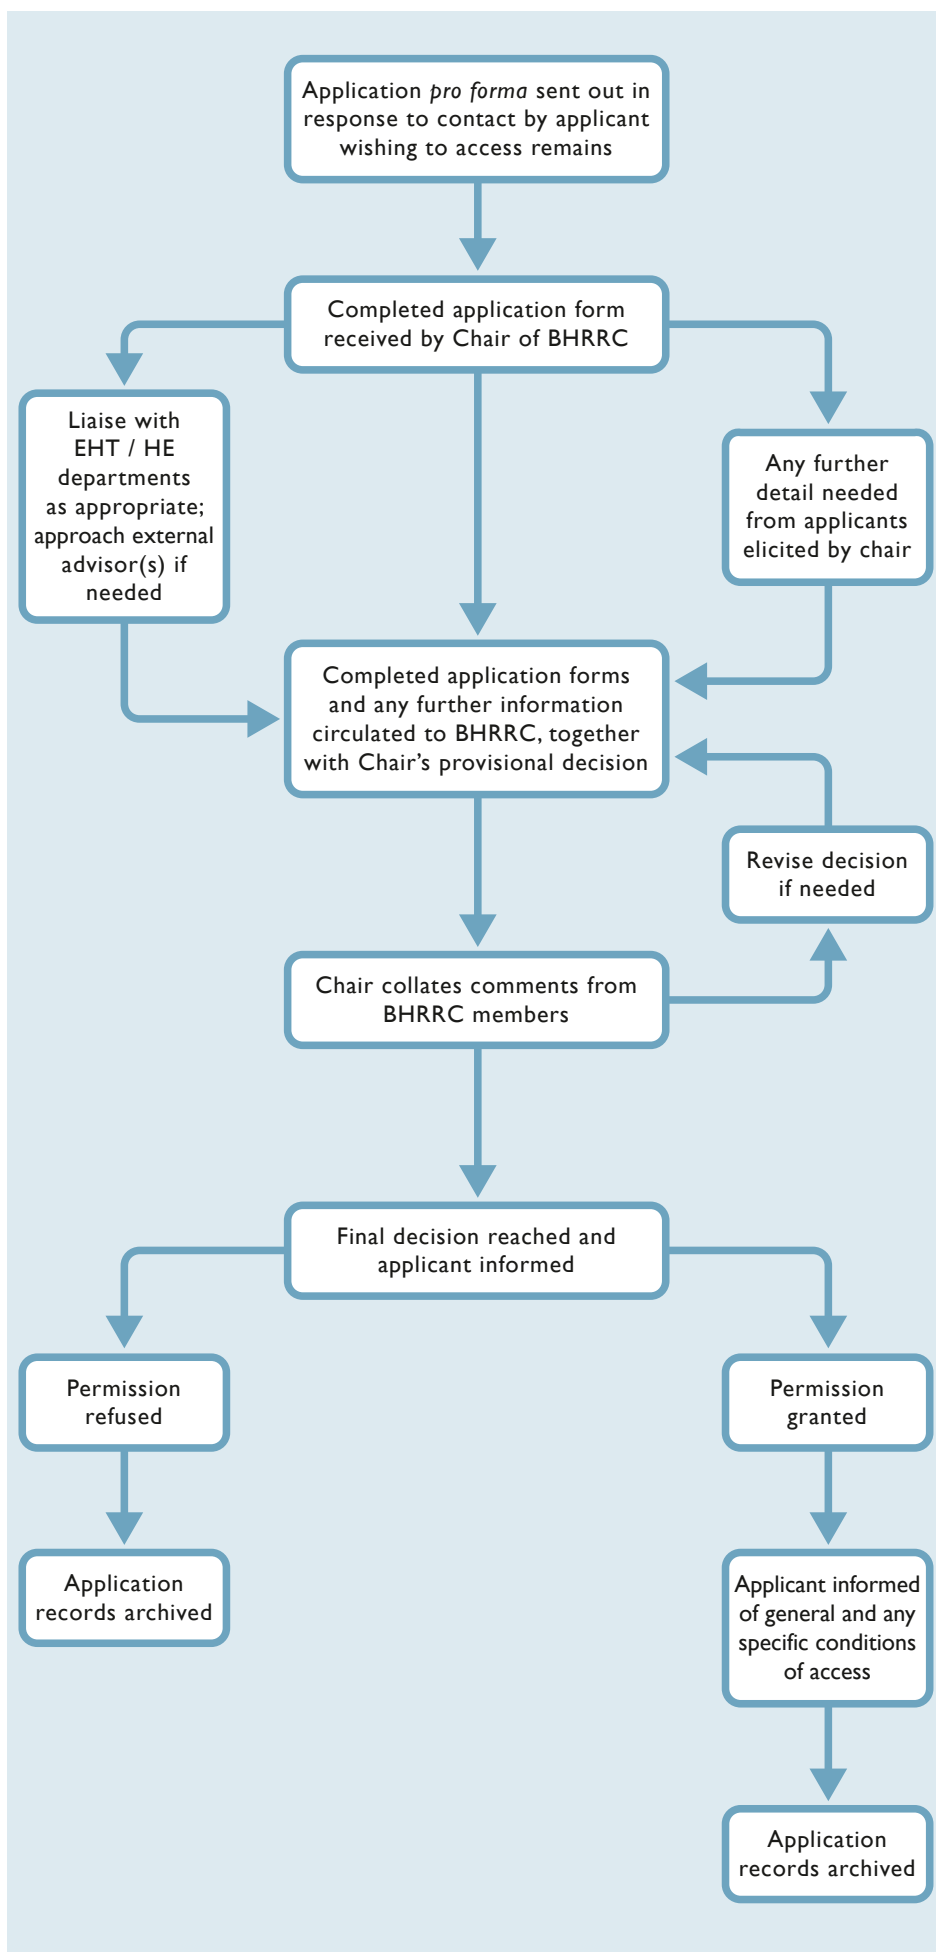 Application pro forma sent out in
response to contact by applicant
wishing to access remains
Completed application form
received by Chair of BHRRC
Liaise with
EHT / HE
departments
as appropriate;
approach external
advisor(s) if
needed
Any further
detail needed
from applicants
elicited by chair
Completed application forms
and any further information
circulated to BHRRC, together
with Chair’s provisional decision
Revise decision
if needed
Chair collates comments from
BHRRC members
Final decision reached and
applicant informed
Permission
refused
Permission
granted
Application
records archived
Applicant informed
of general and any
specific conditions
of access
Application
records archived